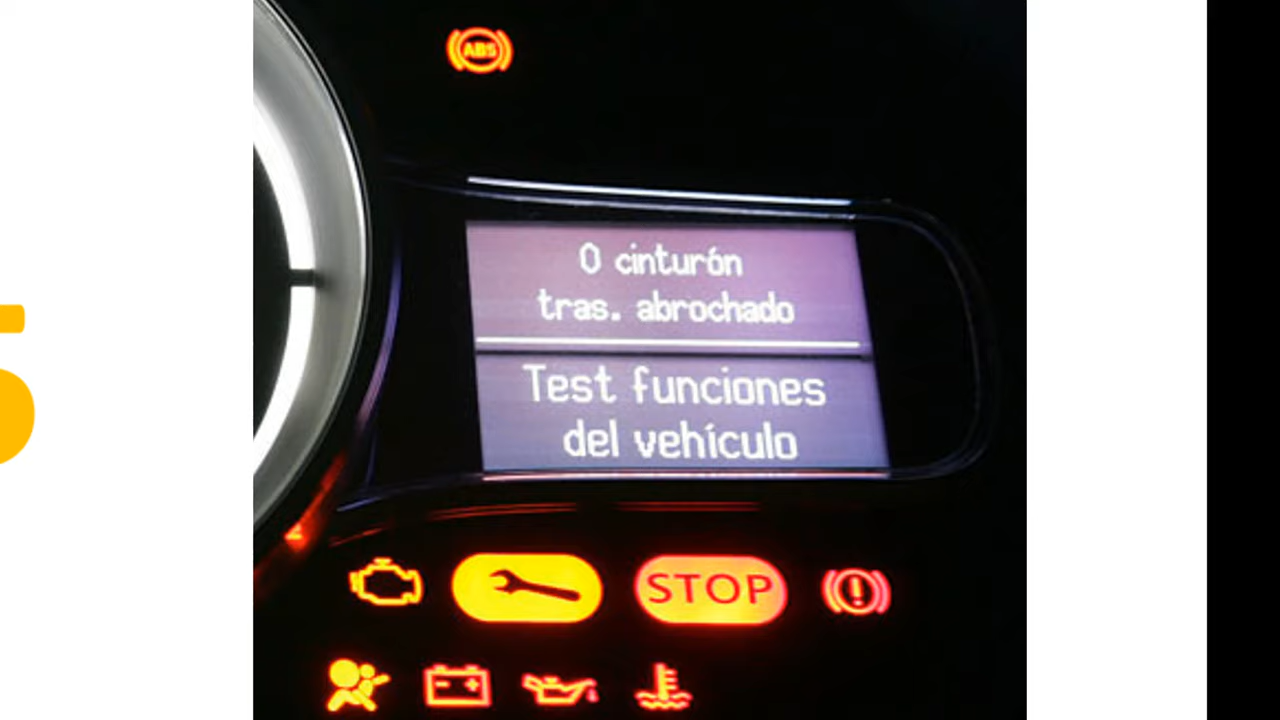 ABS
0 cinturón
tras. abrochado
Test funciones
del vehículo
STOP